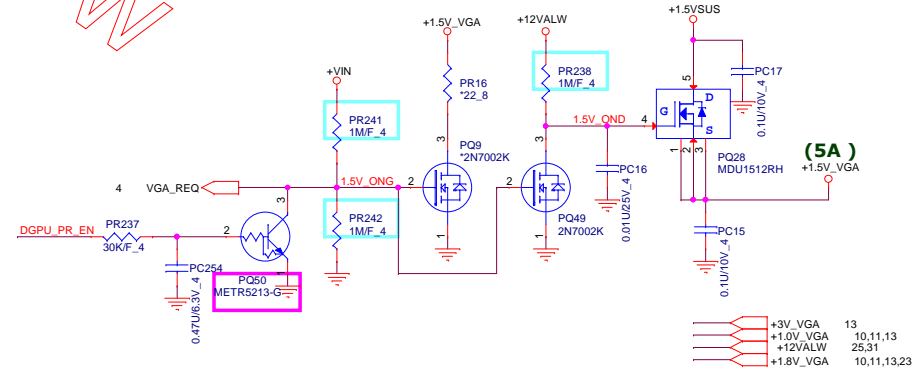 W
+1.5V_VGA
+12VALW
+1.5VSUS
+VIN
PR16
*22_8
PR238
1M/F_4
PC17
0.1U/10V_4
5
D
G
S
PR241
1M/F_4
3
PQ9
*2N7002K
3
1.5V_OND
4
1 2 3
PQ28
MDU1512RH
(5A )
+1.5V_VGA
4
VGA_REQ
1.5V_ONG
2
2
PC16
0.01U/25V_4
3
PR242
1M/F_4
1
1
PQ49
2N7002K
PC15
0.1U/10V_4
DGPU_PR_EN
PR237
30K/F_4
2
1
PC254
0.47U/6.3V_4
PQ50
METR5213-G
+3V_VGA 13
+1.0V_VGA 10,11,13
+12VALW 25,31
+1.8V_VGA 10,11,13,23